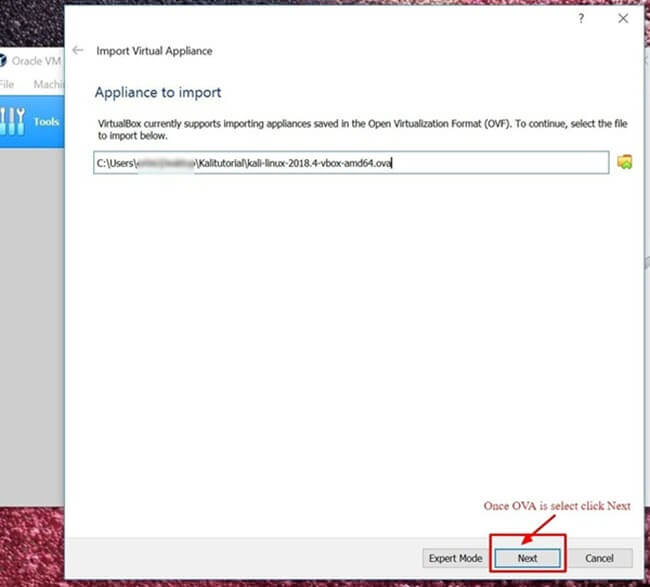 ?
Import Virtual Appliance
Oracle VM
File Machin
Tools
Appliance to import
VirtualBox currently supports importing appliances saved in the Open Virtualization Format (OVF). To continue, select the file
to import below.
C:\Users\ \Kalitutorial\kali-linux-2018.4-vbox-amd64.ova
Once OVA is select click Next
Expert Mode Next Cancel